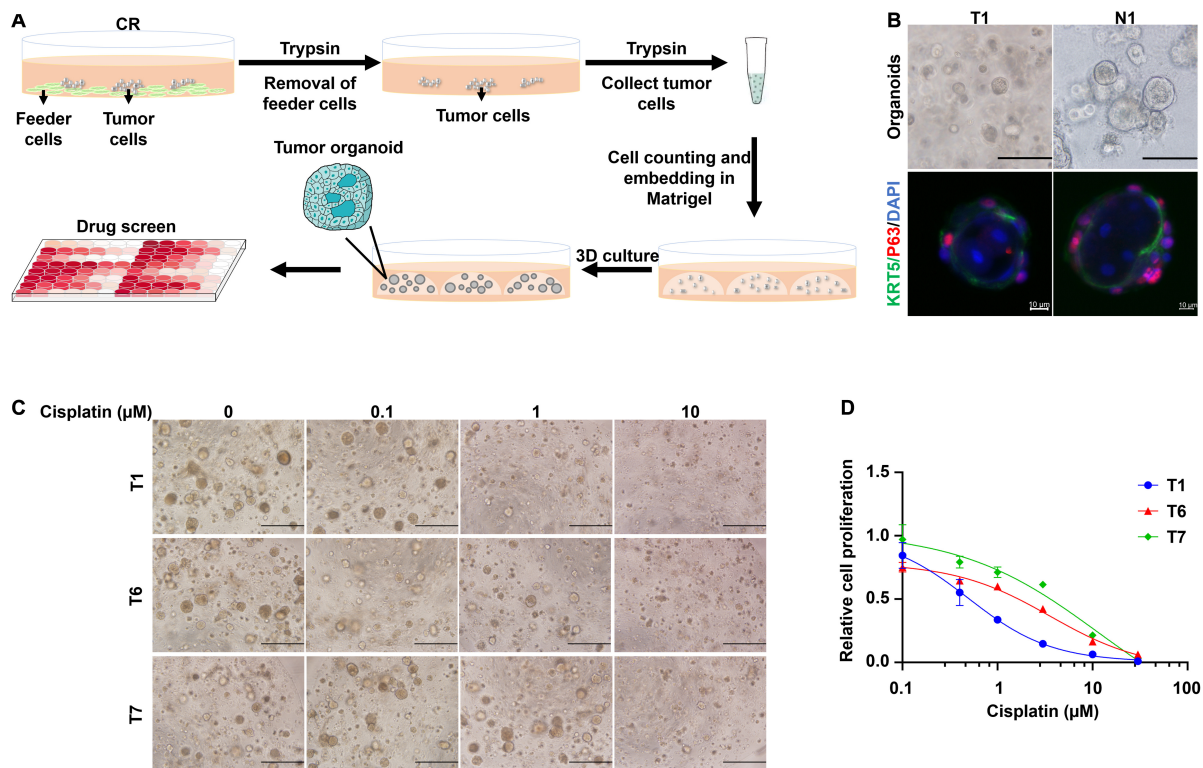 A
CR
Trypsin
Removal of
feeder cells
Trypsin
Collect tumor
cells
Feeder
cells
Tumor
cells
Tumor cells
Tumor organoid
Cell counting and
embedding in
Matrigel
Drug screen
3D culture
B
T1
N1
Organoids
KRT5/P63/DAPI
10 μm
10 μm
C
Cisplatin (μM)
0
0.1
1
10
T1
T6
T7
D
Relative cell proliferation
1.5
1.0
0.5
0.0
0.1
1
10
100
Cisplatin (μM)
T1
T6
T7